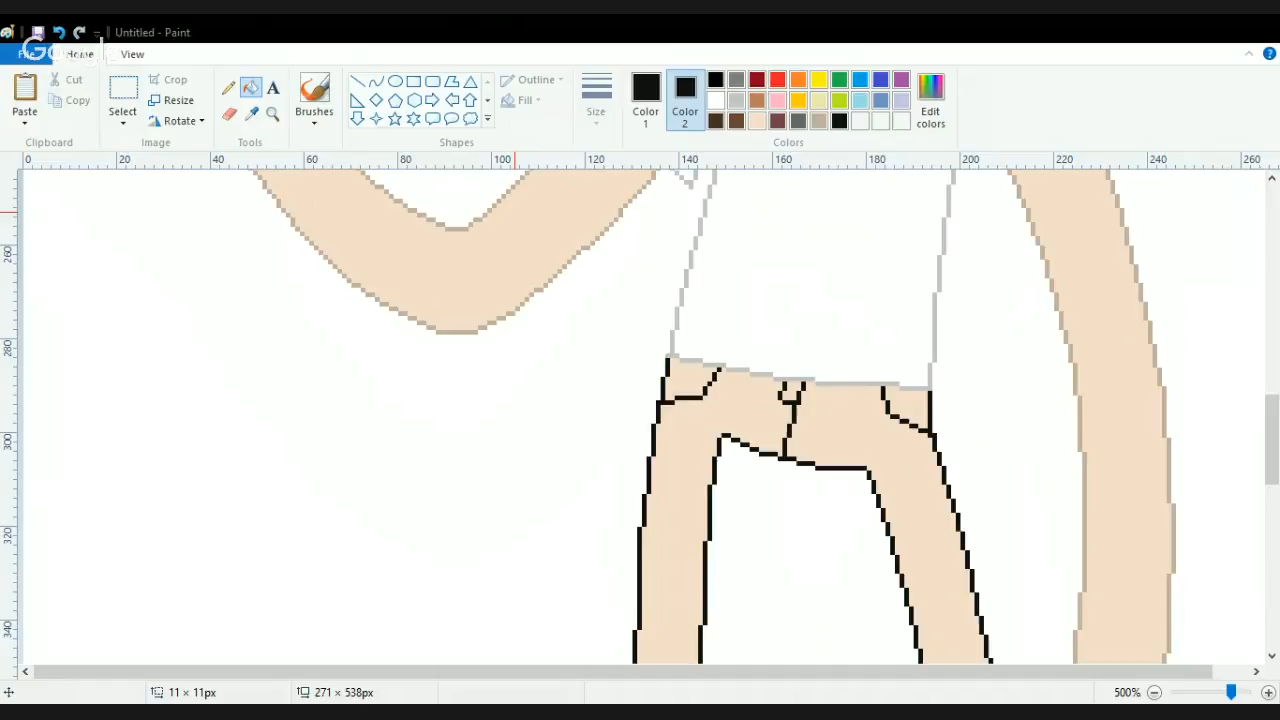 Untitled - Paint
File
Home
View
Paste
Cut
Copy
Clipboard
Select
Crop
Resize
Rotate
Image
A
Tools
Brushes
Outline
Fill
Shapes
Size
Color 1
Color 2
Edit colors
Colors
0 20 40 60 80 100 120 140 160 180 200 220 240 260
260
280
300
320
340
11 × 11px
271 × 538px
500%